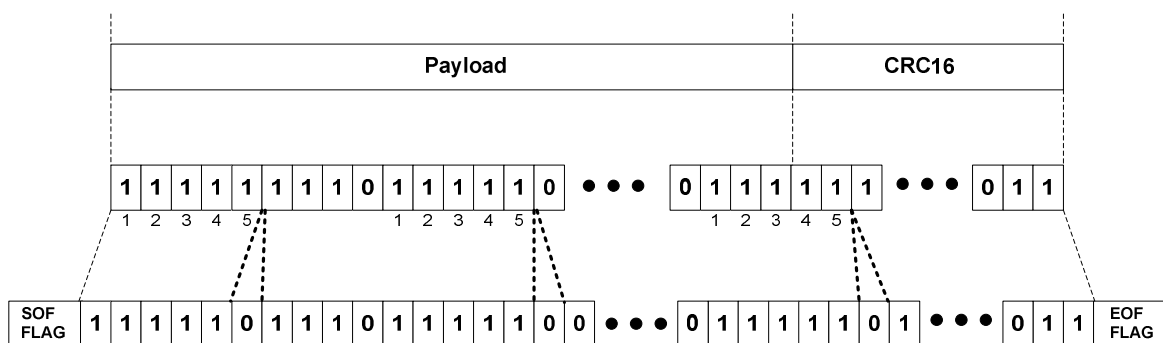 Payload CRC16
1 1 1 1 1 1 1 1 0 1 1 1 1 1 0 ● ● ● 0 1 1 1 1 1 1 ● ● ● 0 1 1
1 2 3 4 5 1 2 3 4 5 1 2 3 4 5
SOF FLAG 1 1 1 1 1 0 1 1 1 0 1 1 1 1 1 0 0 ● ● ● 0 1 1 1 1 1 0 1 ● ● ● 0 1 1 EOF FLAG